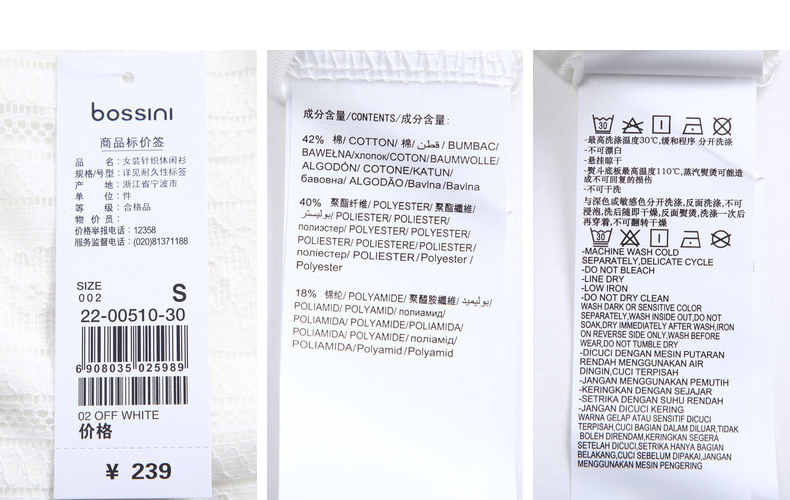 bossini
商品标价签
品 名：女装针织休闲衫
规格/号型：详见耐久性标签
产 地：浙江省宁波市
单 位：件
等 级：合格品
物 价 员：
价格举报电话：12358
服务监督电话：(020)81371188
SIZE
002
S
22-00510-30
6 908035 025989
02 OFF WHITE
价格
¥ 239
成分含量/CONTENTS/成分含量:
42% 棉/ COTTON/ 棉/ قطن/ BUMBAC/
BAWEŁNA/хлопок/COTON/BAUMWOLLE/
ALGODÓN/ COTONE/KATUN/
бавовна/ ALGODÃO/Bavlna/Bavlna
40% 聚酯纤维/ POLYESTER/ 聚酯纖維/
بوليستر/ POLIESTER/ POLIESTER/
полиэстер/ POLYESTER/ POLYESTER/
POLIESTER/ POLIESTERE/POLIESTER/
поліестер/ POLIESTER/Polyester /
Polyester
18% 锦纶/ POLYAMIDE/ 聚醯胺纖維/ بوليميد/
POLIAMID/ POLYAMID/ полиамид/
POLYAMIDE/ POLYAMIDE/POLIAMIDA/
POLIAMIDA/ POLYAMIDE/ поліамід/
POLIAMIDA/Polyamid / Polyamid
30
-最高洗涤温度30℃,缓和程序 分开洗涤
-不可漂白
-悬挂晾干
-熨斗底板最高温度110℃,蒸汽熨烫可能造
成不可回复的损伤
-不可干洗
与深色或敏感色分开洗涤,反面洗涤,不可
浸泡,洗后随即干燥,反面熨烫,洗涤一次后
再穿着,不可翻转干燥
30
-MACHINE WASH COLD
SEPARATELY,DELICATE CYCLE
-DO NOT BLEACH
-LINE DRY
-LOW IRON
-DO NOT DRY CLEAN
WASH DARK OR SENSITIVE COLOR
SEPARATELY,WASH INSIDE OUT,DO NOT
SOAK,DRY IMMEDIATELY AFTER WASH,IRON
ON REVERSE SIDE ONLY,WASH BEFORE
WEAR,DO NOT TUMBLE DRY
-DICUCI DENGAN MESIN PUTARAN
RENDAH MENGGUNAKAN AIR
DINGIN,CUCI TERPISAH
-JANGAN MENGGUNAKAN PEMUTIH
-KERINGKAN DENGAN SEJAJAR
-SETRIKA DENGAN SUHU RENDAH
-JANGAN DICUCI KERING
WARNA GELAP ATAU SENSITIF DICUCI
TERPISAH,CUCI BAGIAN DALAM DILUAR,TIDAK
BOLEH DIRENDAM,KERINGKAN SEGERA
SETELAH DICUCI,SETRIKA HANYA BAGIAN
BELAKANG,CUCI SEBELUM DIPAKAI,JANGAN
MENGGUNAKAN MESIN PENGERING